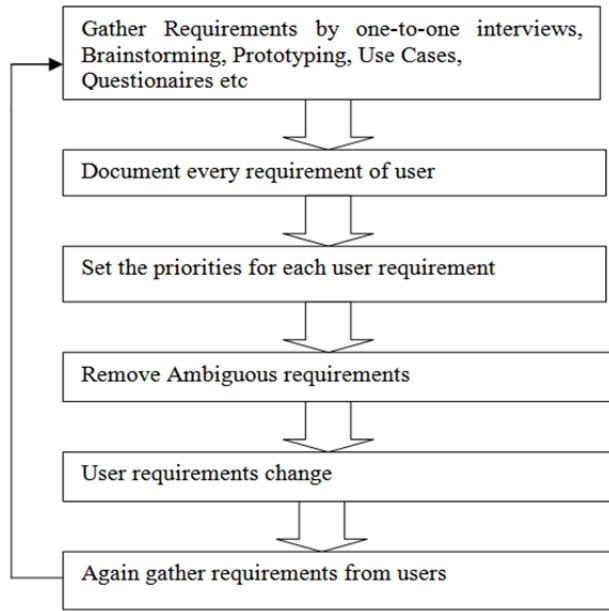 Gather Requirements by one-to-one interviews,
Brainstorming, Prototyping, Use Cases,
Questionaires etc
Document every requirement of user
Set the priorities for each user requirement
Remove Ambiguous requirements
User requirements change
Again gather requirements from users